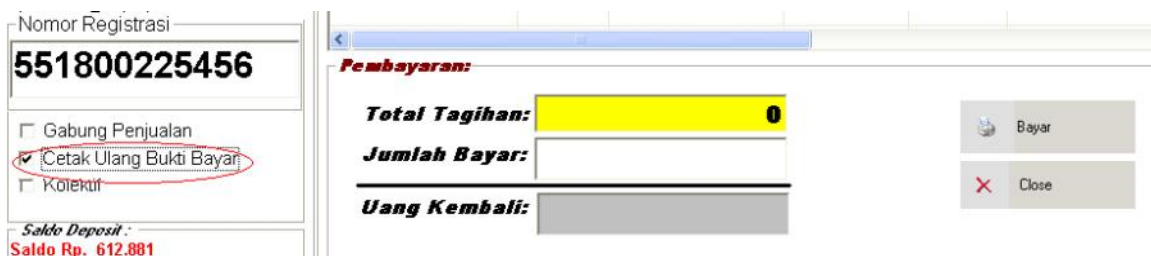 Nomor Registrasi
551800225456
Gabung Penjualan
Cetak Ulang Bukti Bayar
Kolektif
Saldo Deposit :
Saldo Rp. 612.881
Pembayaran:
Total Tagihan: 0
Jumlah Bayar:
Uang Kembali:
Bayar
Close